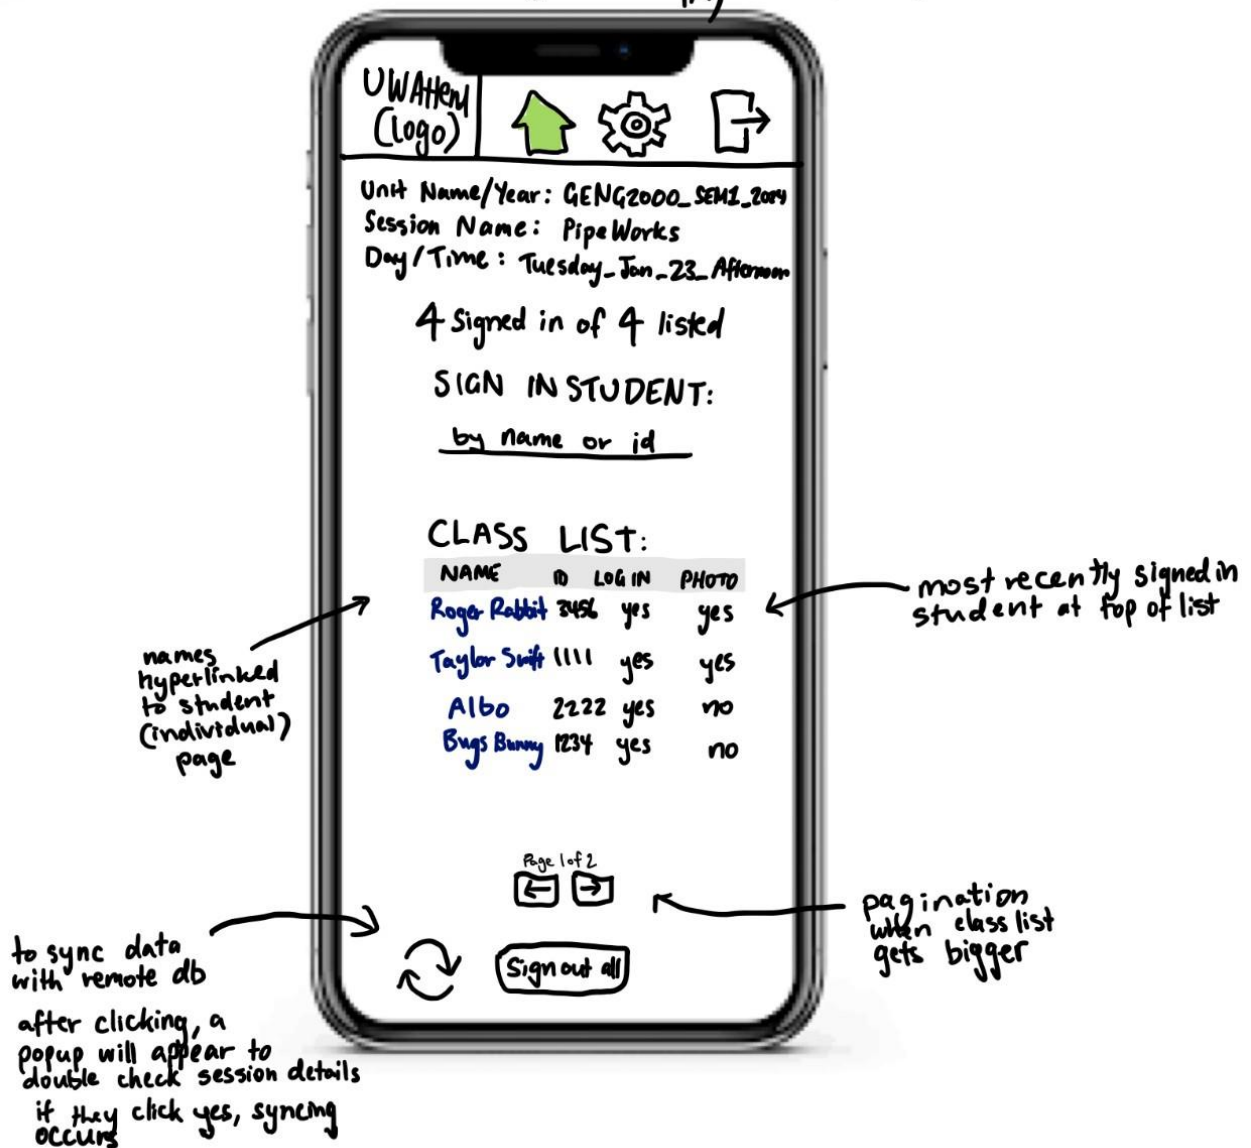 UWAttend
(Logo)
Unit Name/Year: GENG2000_SEM1_2024
Session Name: PipeWorks
Day/Time: Tuesday_Jan_23_Afternoon
4 Signed in of 4 listed
SIGN IN STUDENT:
by name or id
CLASS LIST:
NAME ID LOG IN PHOTO
Roger Rabbit 3456 yes yes
Taylor Swift 1111 yes yes
Albo 2222 yes no
Bugs Bunny 1234 yes no
most recently signed in
student at top of list
names
hyperlinked
to student
(individual)
page
Page 1 of 2
pagination
when class list
gets bigger
Sign out all
to sync data
with remote db
after clicking, a
popup will appear to
double check session details
if they click yes, syncing
occurs